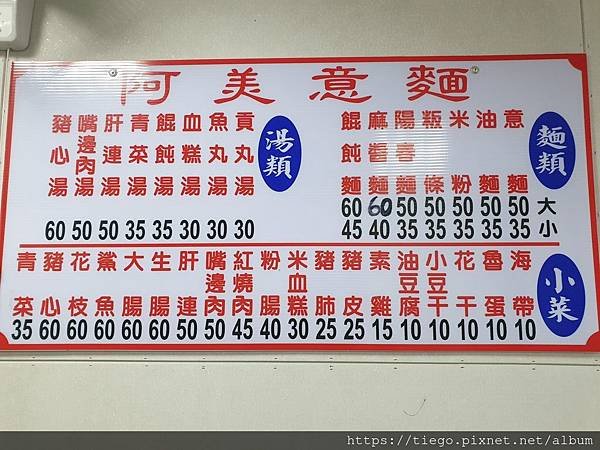 阿美意麵
麵類
意麵
油麵
米粉
粄條
陽春麵
麻醬麵
餛飩麵
大 50 50 50 50 50 60 60
小 35 35 35 35 35 40 45
湯類
貢丸湯 30
魚丸湯 30
血糕湯 30
餛飩湯 35
青菜湯 35
肝連湯 50
嘴邊肉湯 50
豬心湯 60
小菜
海帶 10
魯蛋 10
花干 10
小豆干 10
油豆腐 10
素雞 15
豬皮 25
豬肺 25
米血糕 30
粉腸 40
紅燒肉 45
嘴邊肉 50
肝連 50
生腸 60
大腸 60
鯊魚 60
花枝 60
豬心 60
青菜 35
https://tiego.pixnet.net/album